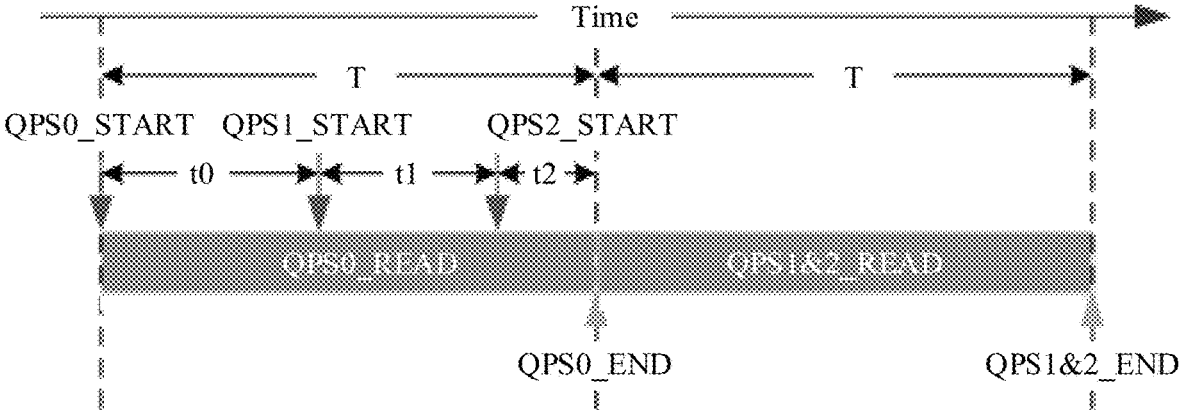 Time
T T
QPS0_START QPS1_START QPS2_START
t0 t1 t2
QPS0_READ QPS1&2_READ
QPS0_END QPS1&2_END